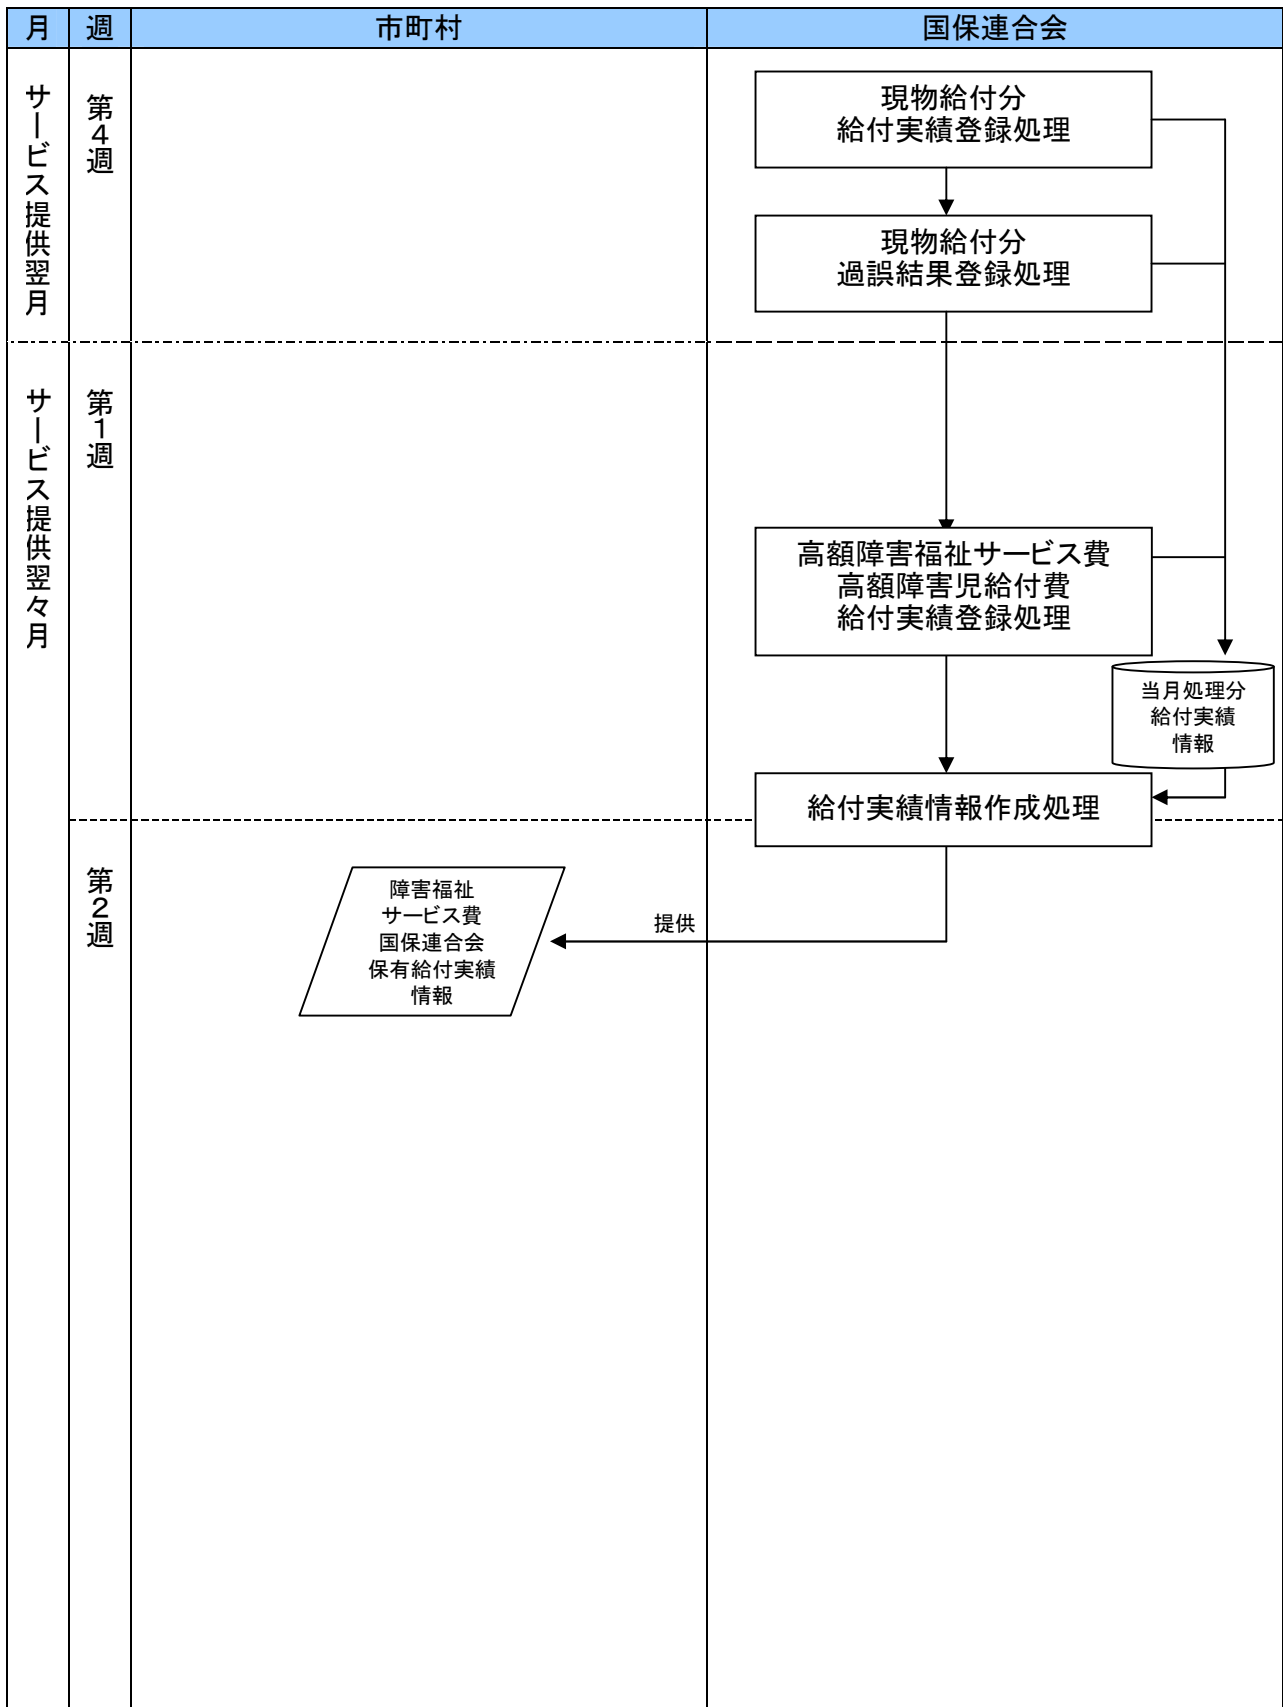 月 週 市町村 国保連合会
サービス提供翌月
第4週
現物給付分
給付実績登録処理
現物給付分
過誤結果登録処理
サービス提供翌々月
第1週
高額障害福祉サービス費
高額障害児給付費
給付実績登録処理
当月処理分
給付実績
情報
給付実績情報作成処理
第2週
障害福祉
サービス費
国保連合会
保有給付実績
情報
提供